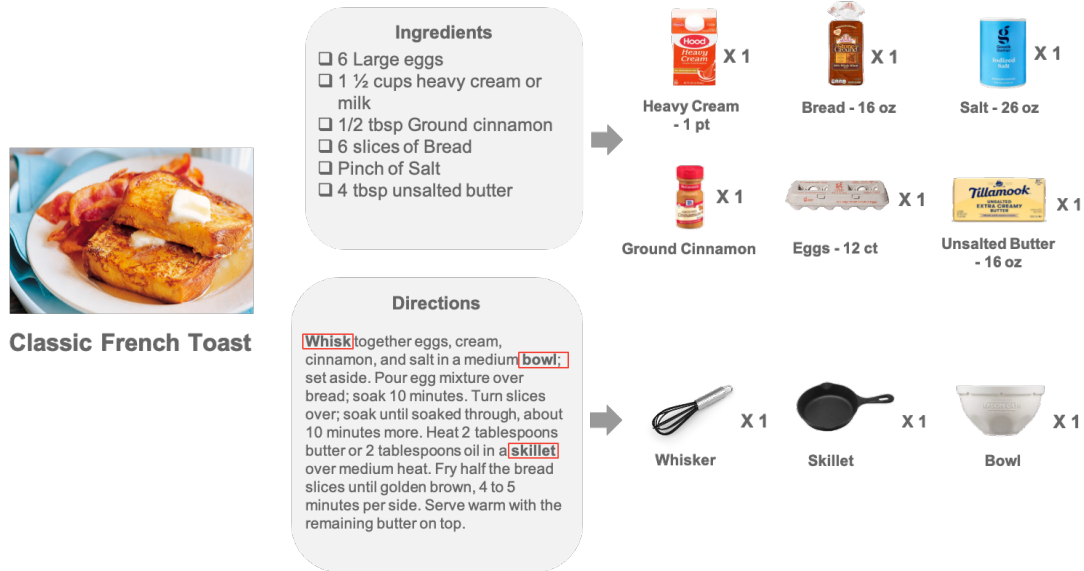 Ingredients
❑ 6 Large eggs
❑ 1 ½ cups heavy cream or
milk
❑ 1/2 tbsp Ground cinnamon
❑ 6 slices of Bread
❑ Pinch of Salt
❑ 4 tbsp unsalted butter
Hood
Heavy
Cream
X 1
Heavy Cream
- 1 pt
X 1
Bread - 16 oz
Iodized
Salt
X 1
Salt - 26 oz
Cinnamon
X 1
Ground Cinnamon
X 1
Eggs - 12 ct
Tillamook
UNSALTED
EXTRA CREAMY
BUTTER
X 1
Unsalted Butter
- 16 oz
Classic French Toast
Directions
Whisk together eggs, cream,
cinnamon, and salt in a medium bowl;
set aside. Pour egg mixture over
bread; soak 10 minutes. Turn slices
over; soak until soaked through, about
10 minutes more. Heat 2 tablespoons
butter or 2 tablespoons oil in a skillet
over medium heat. Fry half the bread
slices until golden brown, 4 to 5
minutes per side. Serve warm with the
remaining butter on top.
X 1
Whisker
X 1
Skillet
X 1
Bowl